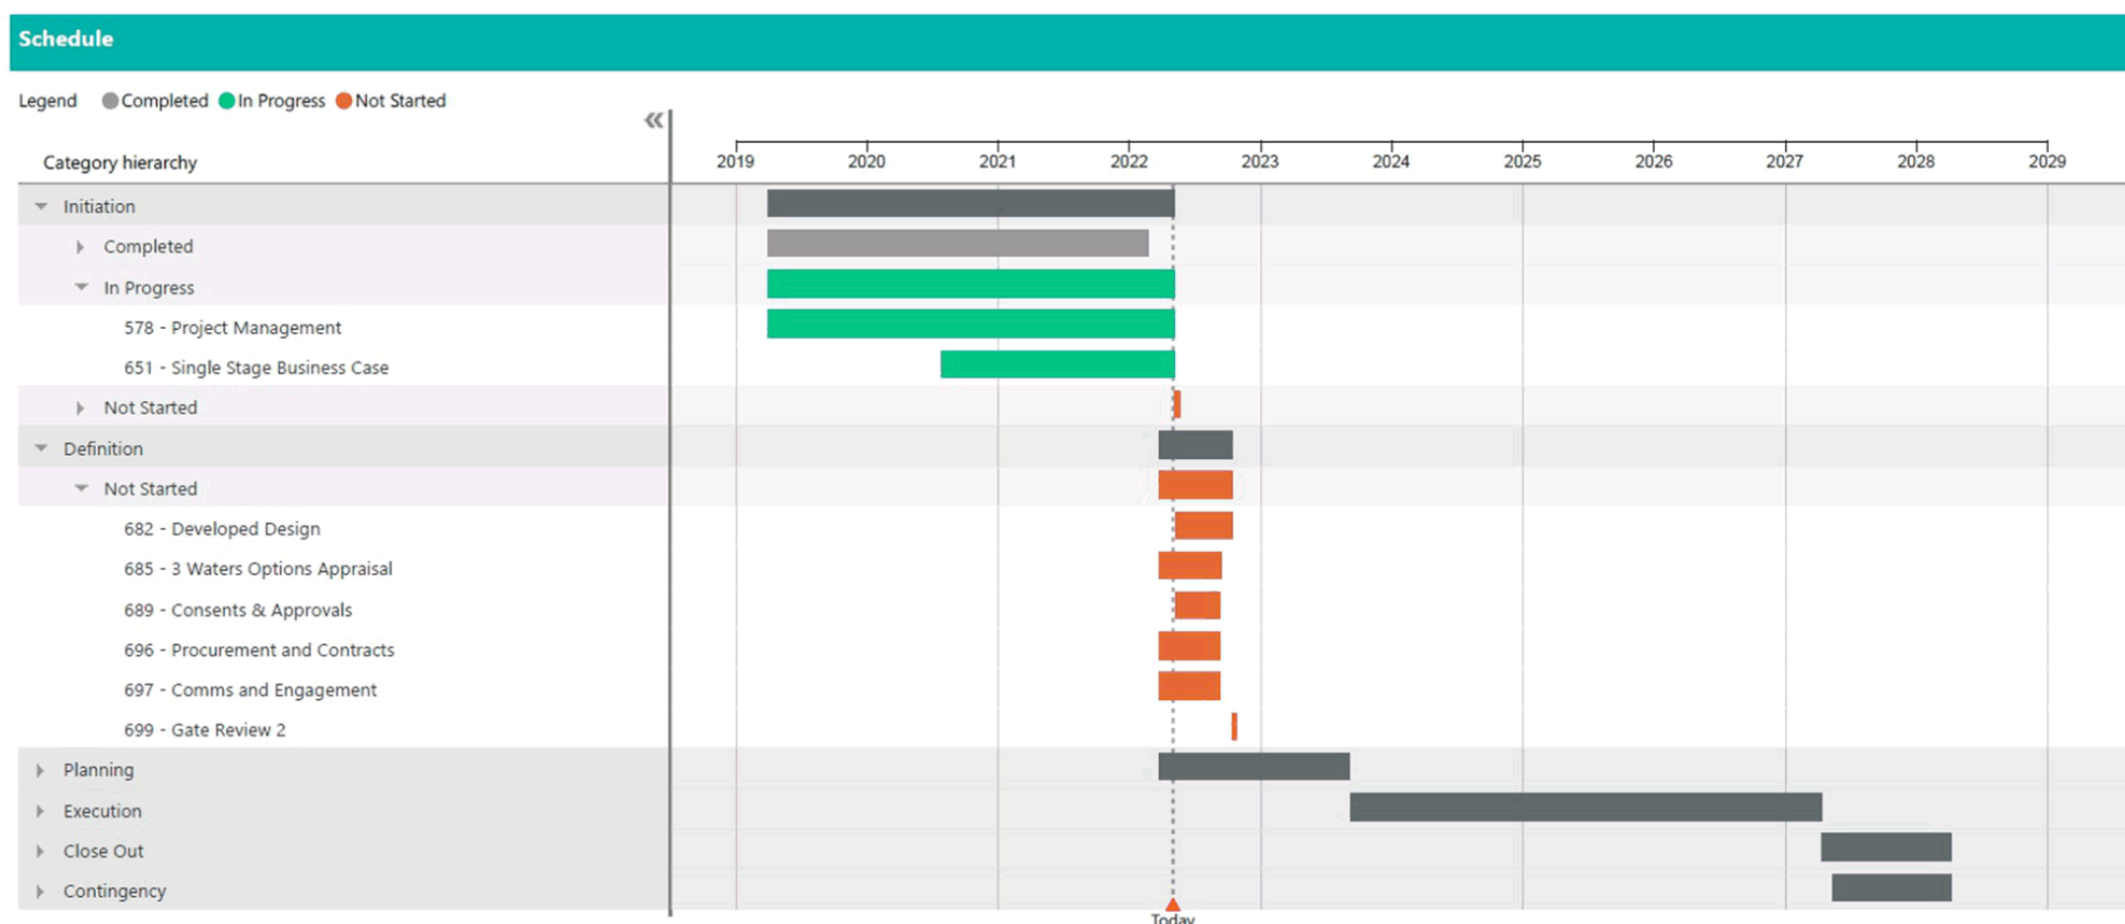 Schedule
Legend Completed In Progress Not Started
Category hierarchy 2019 2020 2021 2022 2023 2024 2025 2026 2027 2028 2029
Initiation
Completed
In Progress
578 - Project Management
651 - Single Stage Business Case
Not Started
Definition
Not Started
682 - Developed Design
685 - 3 Waters Options Appraisal
689 - Consents & Approvals
696 - Procurement and Contracts
697 - Comms and Engagement
699 - Gate Review 2
Planning
Execution
Close Out
Contingency
Today